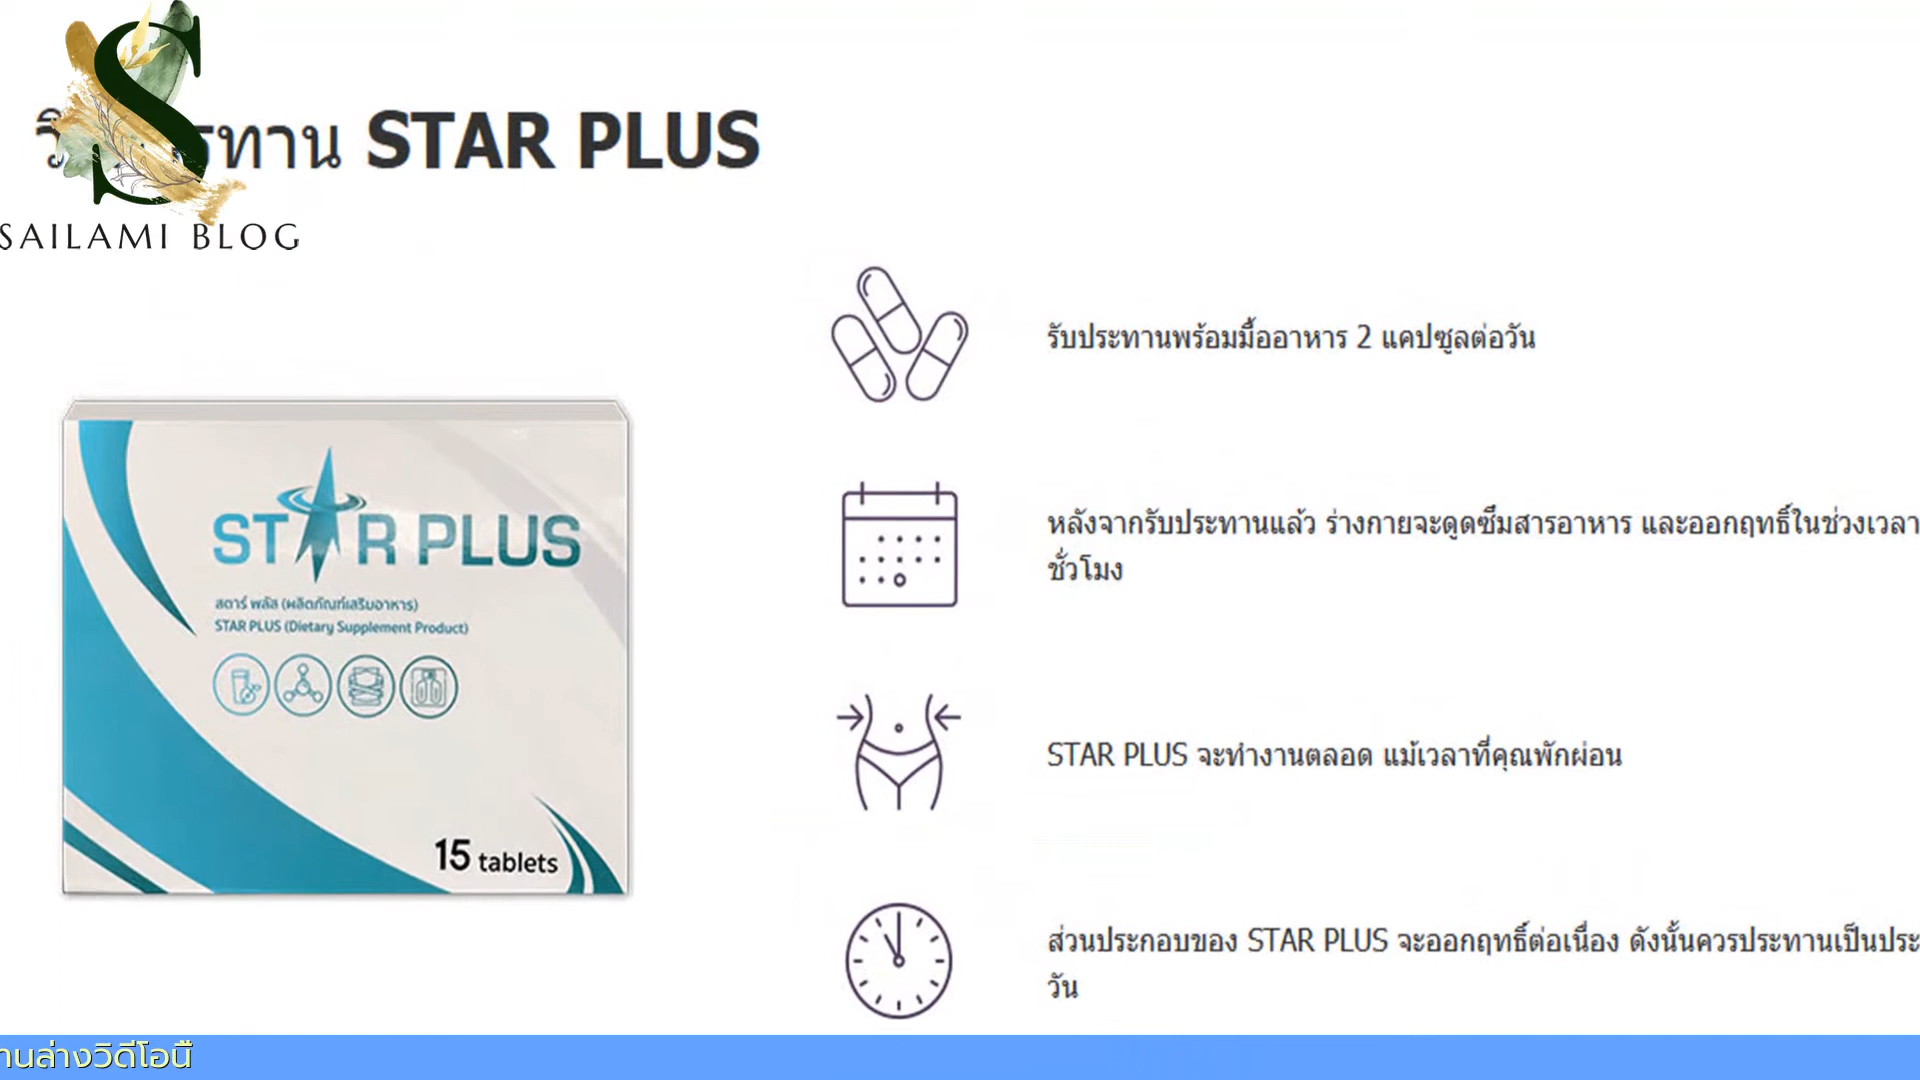 รทาน STAR PLUS
SAILAMI BLOG
รับประทานพร้อมมื้ออาหาร 2 แคปซูลต่อวัน
หลังจากรับประทานแล้ว ร่างกายจะดูดซึมสารอาหาร และออกฤทธิ์ในช่วงเวลา
ชั่วโมง
STAR PLUS
สตาร์ พลัส (ผลิตภัณฑ์เสริมอาหาร)
STAR PLUS (Dietary Supplement Product)
15 tablets
STAR PLUS จะทำงานตลอด แม้เวลาที่คุณพักผ่อน
ส่วนประกอบของ STAR PLUS จะออกฤทธิ์ต่อเนื่อง ดังนั้นควรประทานเป็นประ
วัน
านล่างวิดีโอนี้